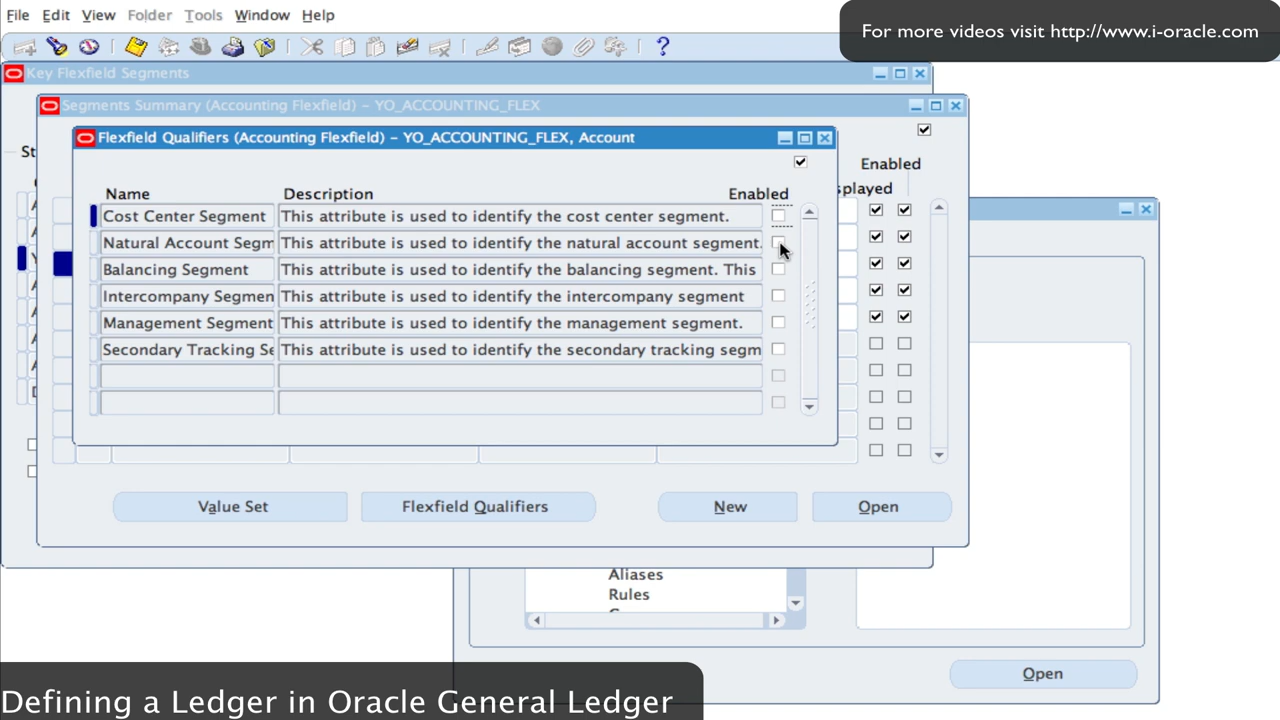 File Edit View Folder Tools Window Help
For more videos visit http://www.i-oracle.com
Key Flexfield Segments
Segments Summary (Accounting Flexfield) – YO_ACCOUNTING_FLEX
Flexfield Qualifiers (Accounting Flexfield) – YO_ACCOUNTING_FLEX, Account
St
Enabled
splayed
Name Description Enabled
Cost Center Segment This attribute is used to identify the cost center segment.
Natural Account Segm This attribute is used to identify the natural account segment.
Balancing Segment This attribute is used to identify the balancing segment. This
Intercompany Segmen This attribute is used to identify the intercompany segment
Management Segment This attribute is used to identify the management segment.
Secondary Tracking Se This attribute is used to identify the secondary tracking segm
Value Set Flexfield Qualifiers New Open
Aliases
Rules
Open
Defining a Ledger in Oracle General Ledger